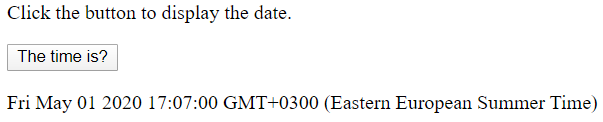 Click the button to display the date.
The time is?
Fri May 01 2020 17:07:00 GMT+0300 (Eastern European Summer Time)